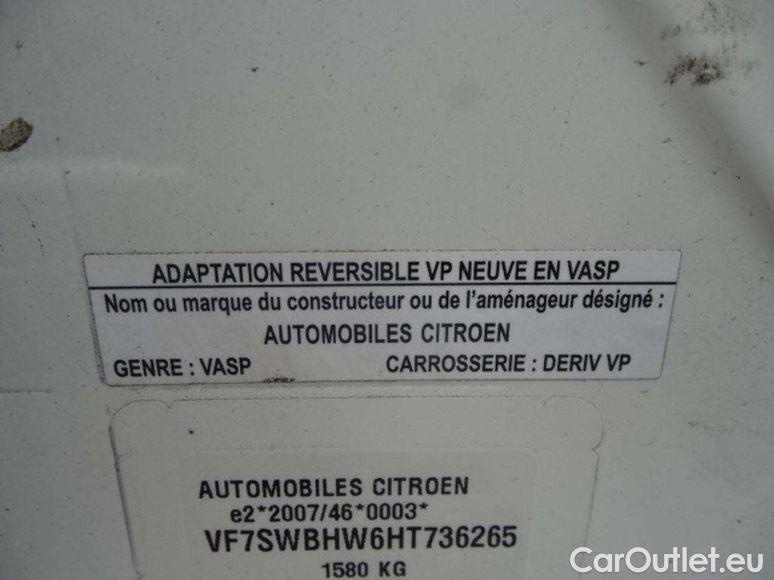 ADAPTATION REVERSIBLE VP NEUVE EN VASP
Nom ou marque du constructeur ou de l'aménageur désigné :
AUTOMOBILES CITROEN
GENRE : VASP CARROSSERIE : DERIV VP
AUTOMOBILES CITROEN
e2*2007/46*0003*
VF7SWBHW6HT736265
1580 KG
CarOutlet.eu